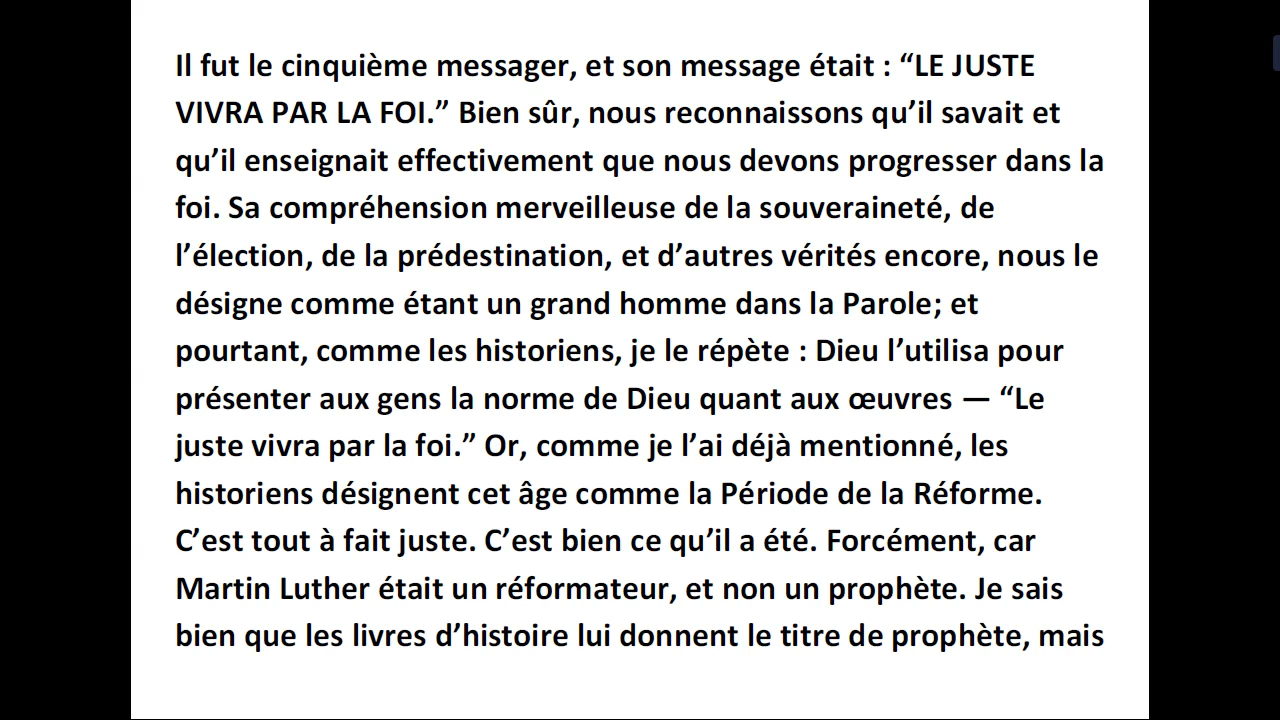 Il fut le cinquième messager, et son message était : “LE JUSTE
VIVRA PAR LA FOI.” Bien sûr, nous reconnaissons qu’il savait et
qu’il enseignait effectivement que nous devons progresser dans la
foi. Sa compréhension merveilleuse de la souveraineté, de
l’élection, de la prédestination, et d’autres vérités encore, nous le
désigne comme étant un grand homme dans la Parole; et
pourtant, comme les historiens, je le répète : Dieu l’utilisa pour
présenter aux gens la norme de Dieu quant aux œuvres — “Le
juste vivra par la foi.” Or, comme je l’ai déjà mentionné, les
historiens désignent cet âge comme la Période de la Réforme.
C’est tout à fait juste. C’est bien ce qu’il a été. Forcément, car
Martin Luther était un réformateur, et non un prophète. Je sais
bien que les livres d’histoire lui donnent le titre de prophète, mais